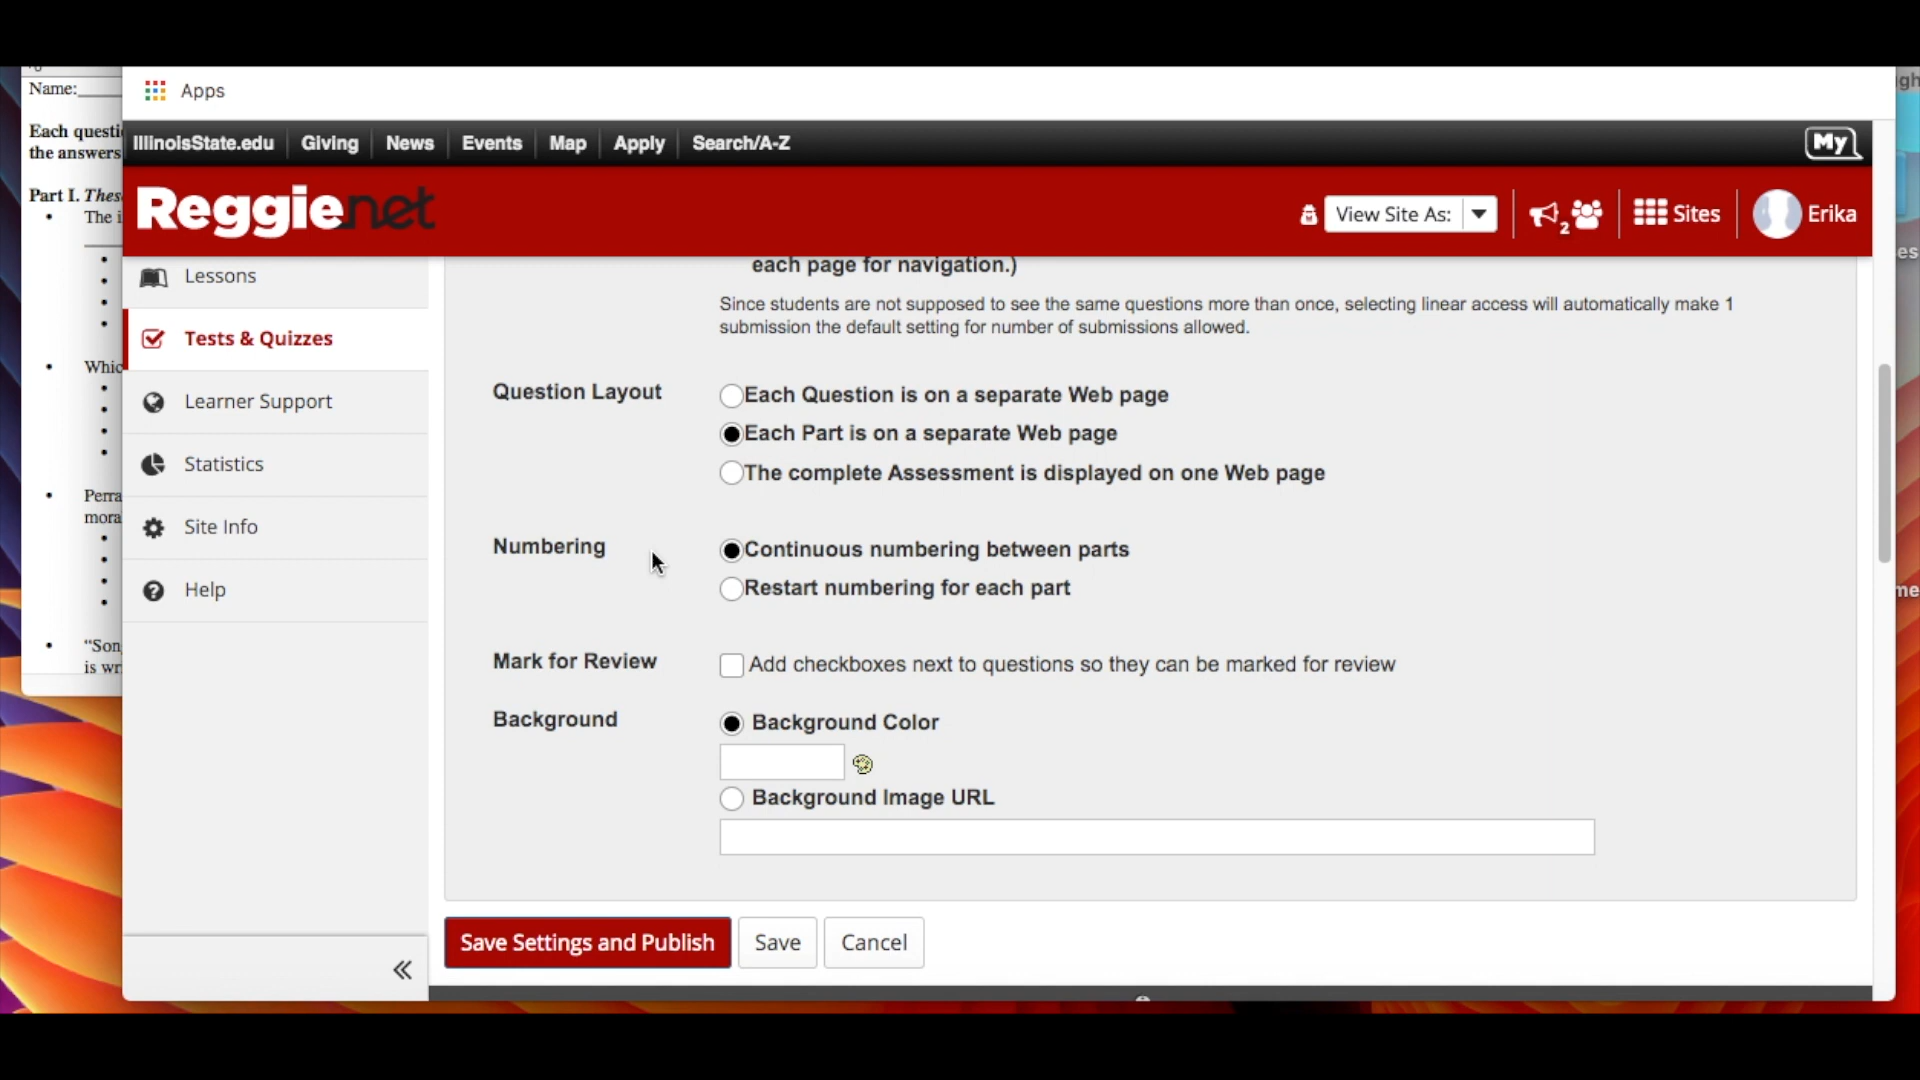 Apps
IllinoisState.edu Giving News Events Map Apply Search/A-Z My
Reggienet
View Site As:
2
Sites
Erika
Name:
Each questi
the answers
Part I. Thes
The i
Whic
Perra
mora
“Son
is wr
Lessons
Tests & Quizzes
Learner Support
Statistics
Site Info
Help
each page for navigation.)
Since students are not supposed to see the same questions more than once, selecting linear access will automatically make 1
submission the default setting for number of submissions allowed.
Question Layout
Each Question is on a separate Web page
Each Part is on a separate Web page
The complete Assessment is displayed on one Web page
Numbering
Continuous numbering between parts
Restart numbering for each part
Mark for Review
Add checkboxes next to questions so they can be marked for review
Background
Background Color
Background Image URL
Save Settings and Publish Save Cancel
gh
es
me